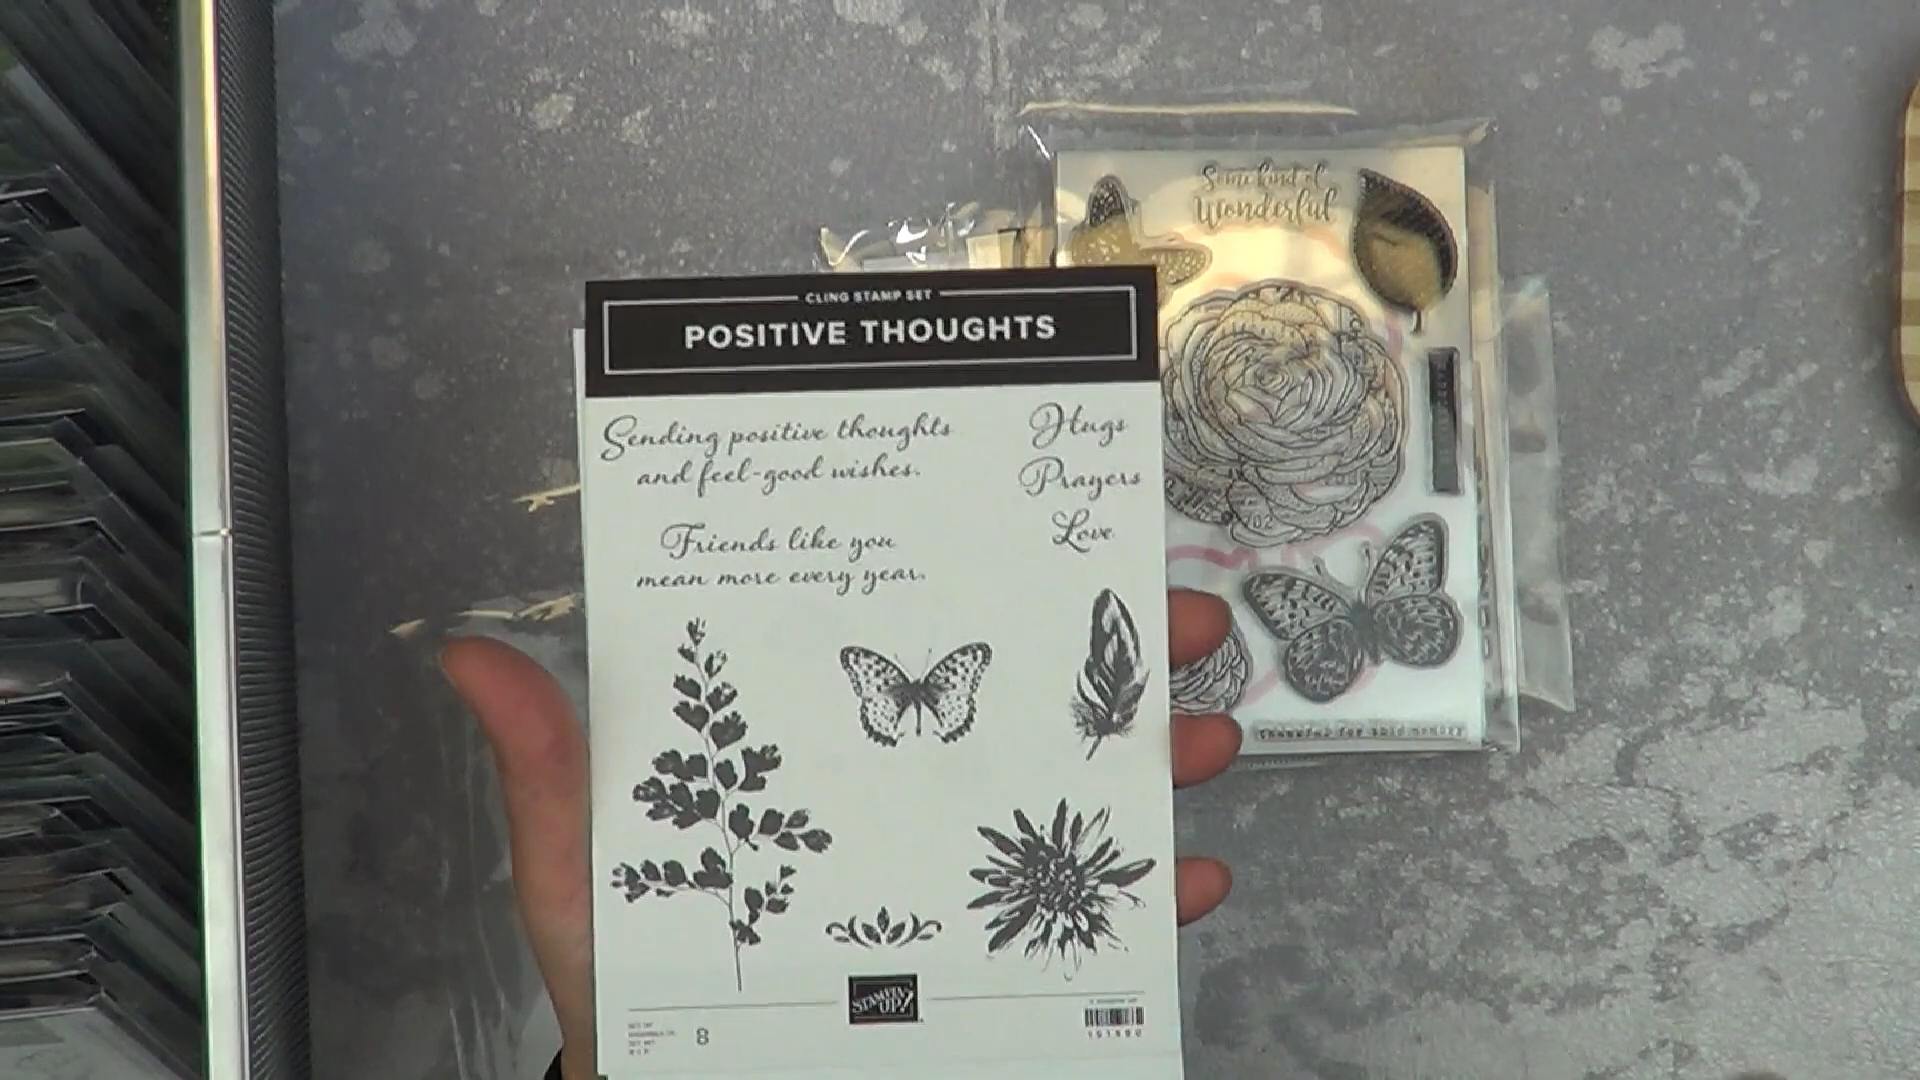 CLING STAMP SET
POSITIVE THOUGHTS
Sending positive thoughts
and feel-good wishes.
Friends like you
mean more every year.
Hugs
Prayers
Love
STAMPIN' UP!
8
Some kind of
Wonderful